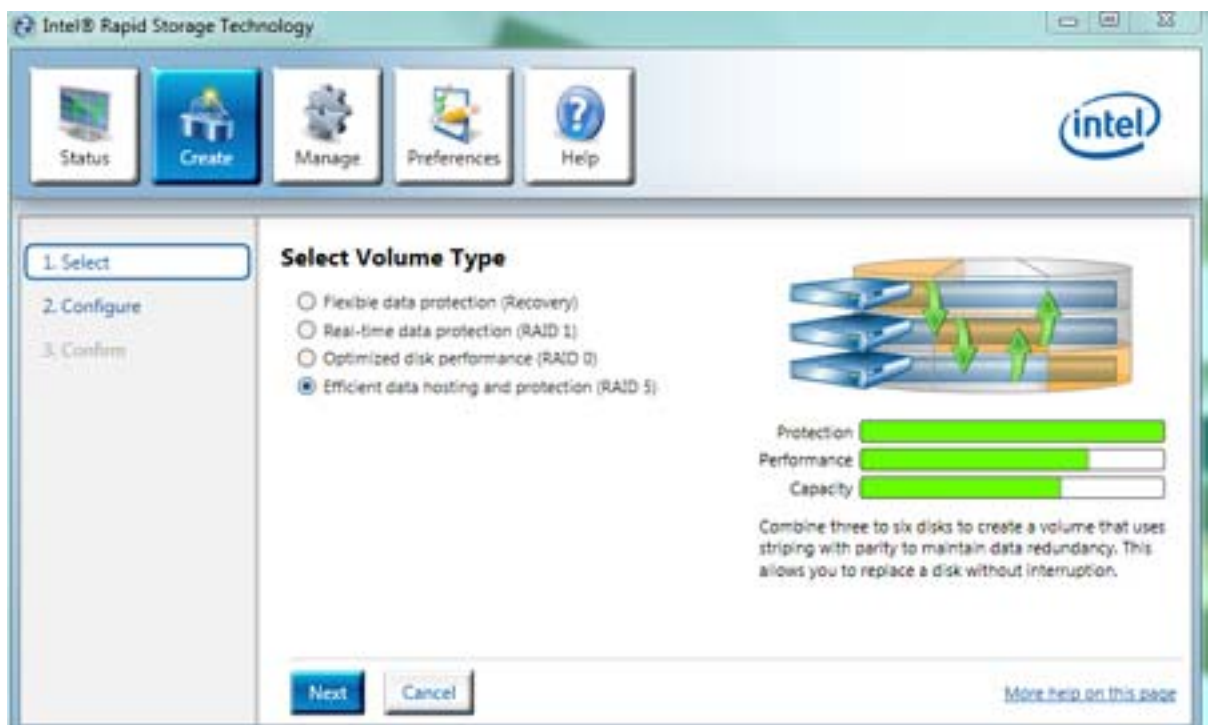 Intel® Rapid Storage Technology
Status
Create
Manage
Preferences
Help
intel
1. Select
2. Configure
3. Confirm
Select Volume Type
Flexible data protection (Recovery)
Real-time data protection (RAID 1)
Optimized disk performance (RAID 0)
Efficient data hosting and protection (RAID 5)
Protection
Performance
Capacity
Combine three to six disks to create a volume that uses
striping with parity to maintain data redundancy. This
allows you to replace a disk without interruption.
Next
Cancel
More help on this page